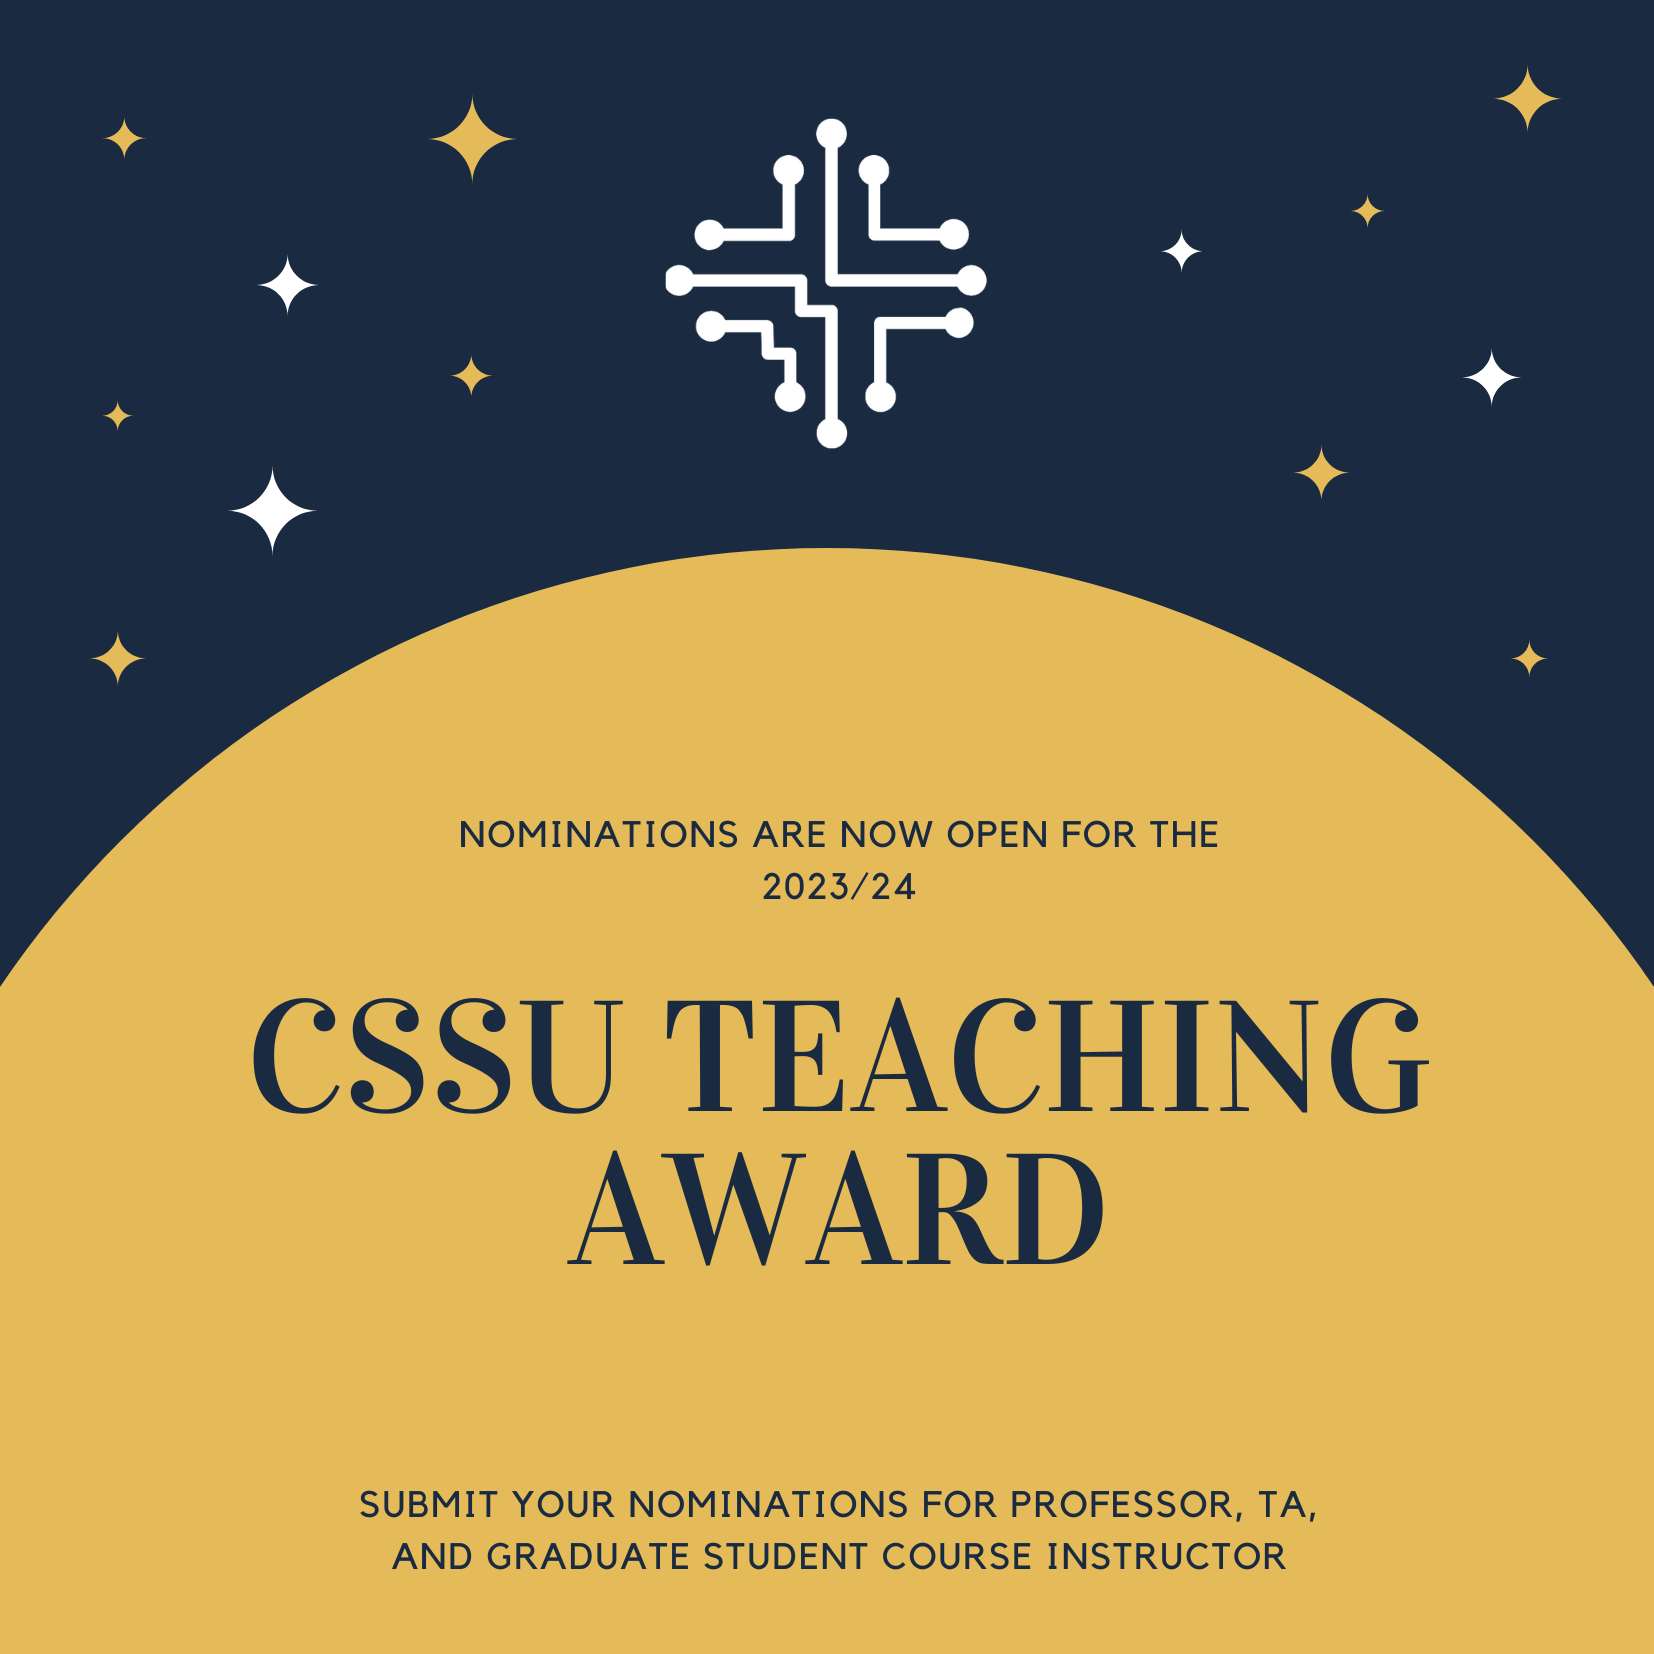 NOMINATIONS ARE NOW OPEN FOR THE
2023/24
CSSU TEACHING
AWARD
SUBMIT YOUR NOMINATIONS FOR PROFESSOR, TA,
AND GRADUATE STUDENT COURSE INSTRUCTOR